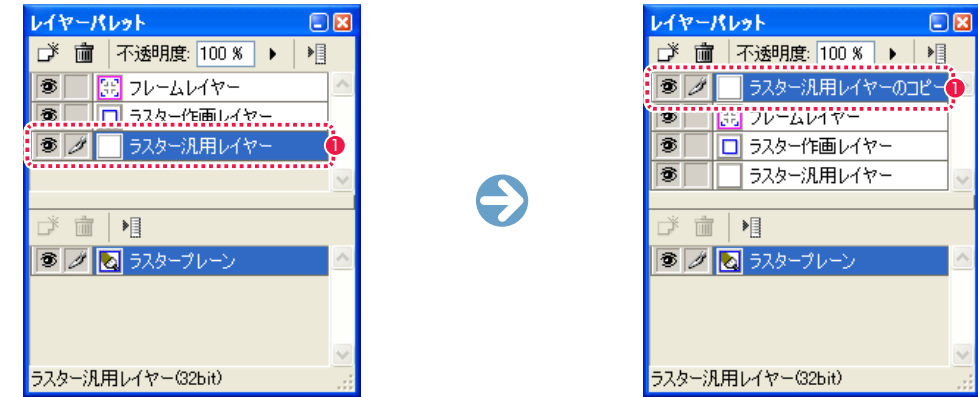 レイヤーパレット
不透明度: 100 %
フレームレイヤー
ラスター作画レイヤー
ラスター汎用レイヤー
1
ラスタープレーン
ラスター汎用レイヤー(32bit)
レイヤーパレット
不透明度: 100 %
ラスター汎用レイヤーのコピー
1
フレームレイヤー
ラスター作画レイヤー
ラスター汎用レイヤー
ラスタープレーン
ラスター汎用レイヤー(32bit)